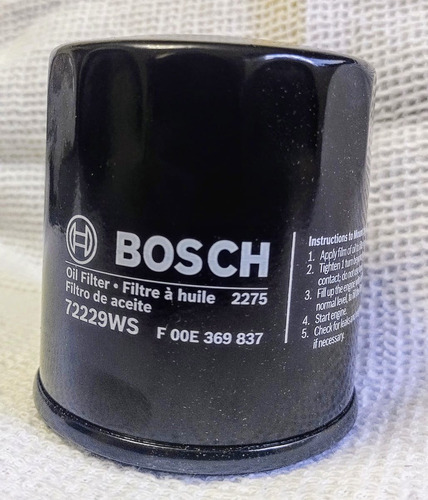 BOSCH
Oil Filter • Filtre à huile 2275
Filtro de aceite
72229WS F 00E 369 837
Instructions to
1. Apply film of oil
2. Tighten 1 turn
contact; do not
3. Fill up the engine
normal level,
4. Start engine.
5. Check for leaks
if necessary.